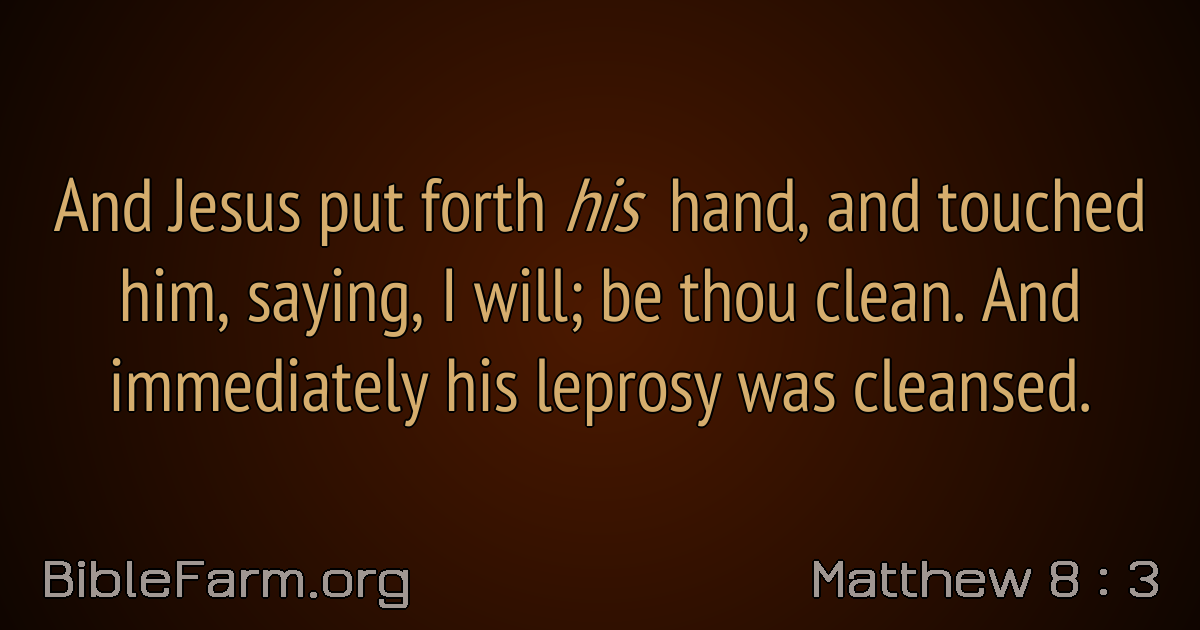 And Jesus put forth his hand, and touched
him, saying, I will; be thou clean. And
immediately his leprosy was cleansed.
BibleFarm.org
Matthew 8 : 3